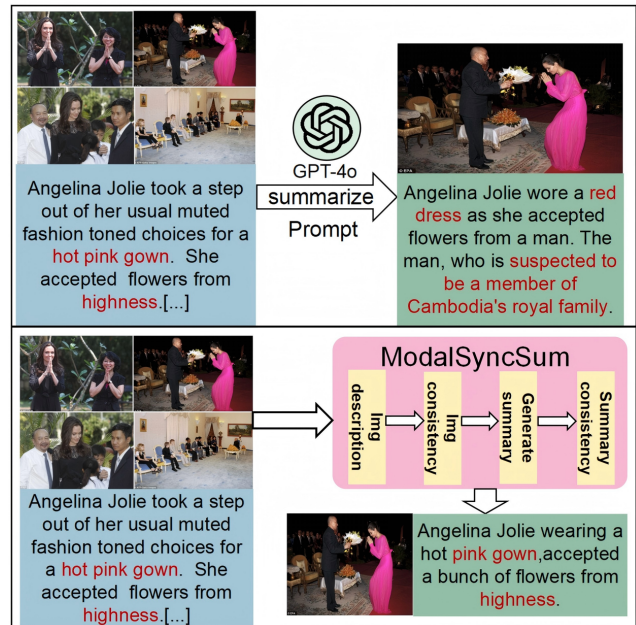 GPT-4o
summarize
Prompt
Angelina Jolie took a step
out of her usual muted
fashion toned choices for a
hot pink gown. She
accepted flowers from
highness.[...]
©EPA
Angelina Jolie wore a red
dress as she accepted
flowers from a man. The
man, who is suspected to
be a member of
Cambodia's royal family.
ModalSyncSum
Img
description
Img
consistency
Generate
summary
Summary
consistency
Angelina Jolie took a step
out of her usual muted
fashion toned choices for
a hot pink gown. She
accepted flowers from
highness.[...]
Angelina Jolie wearing a
hot pink gown,accepted
a bunch of flowers from
highness.